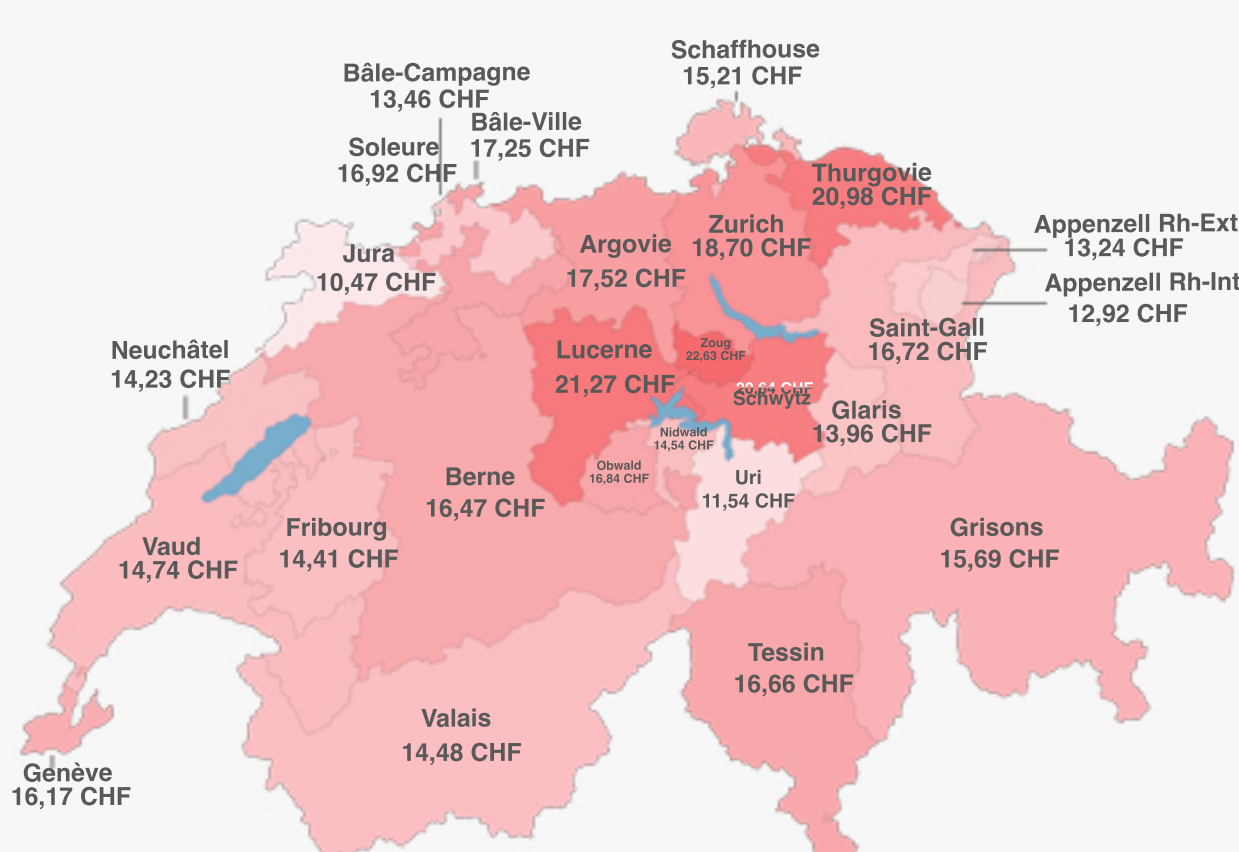 Schaffhouse
15,21 CHF
Bâle-Campagne
13,46 CHF
Bâle-Ville
17,25 CHF
Soleure
16,92 CHF
Thurgovie
20,98 CHF
Zurich
18,70 CHF
Appenzell Rh-Ext
13,24 CHF
Argovie
17,52 CHF
Jura
10,47 CHF
Appenzell Rh-Int
12,92 CHF
Saint-Gall
16,72 CHF
Neuchâtel
14,23 CHF
Lucerne
21,27 CHF
Zoug
22,63 CHF
20,64 CHF
Schwytz
Glaris
13,96 CHF
Nidwald
14,54 CHF
Obwald
16,84 CHF
Uri
11,54 CHF
Berne
16,47 CHF
Fribourg
14,41 CHF
Grisons
15,69 CHF
Vaud
14,74 CHF
Tessin
16,66 CHF
Valais
14,48 CHF
Genève
16,17 CHF